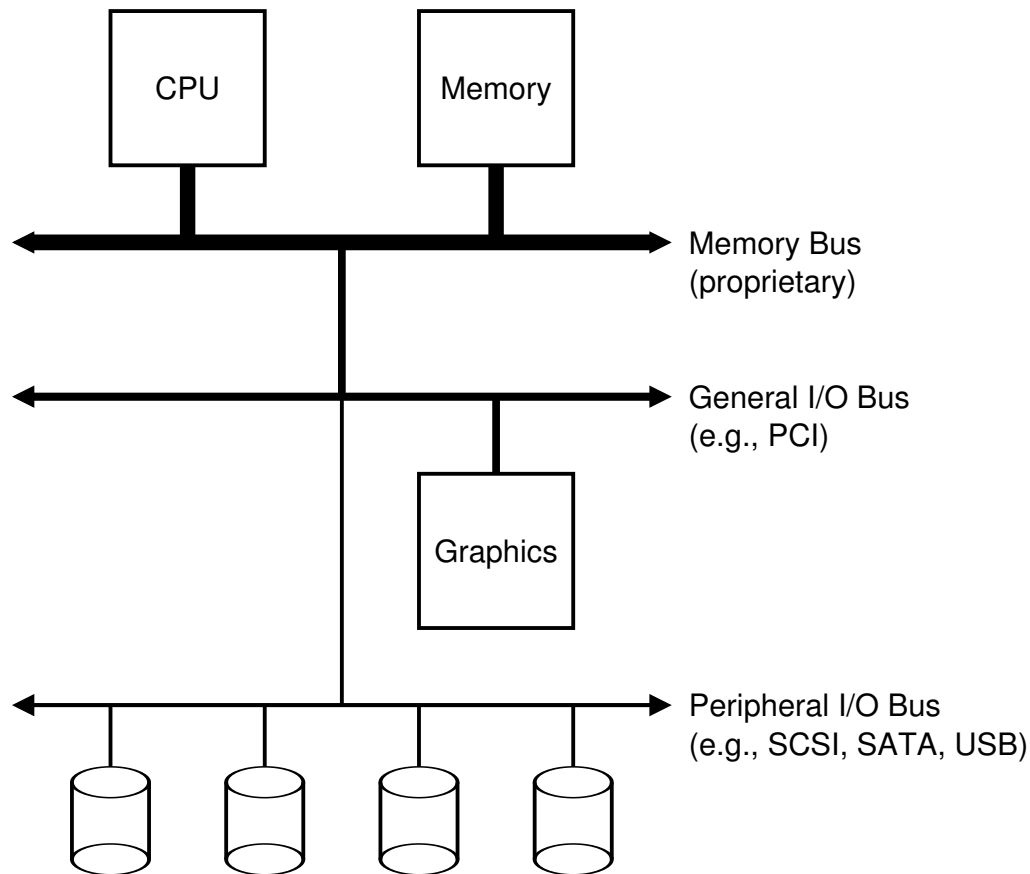 CPU
Memory
Memory Bus
(proprietary)
General I/O Bus
(e.g., PCI)
Graphics
Peripheral I/O Bus
(e.g., SCSI, SATA, USB)